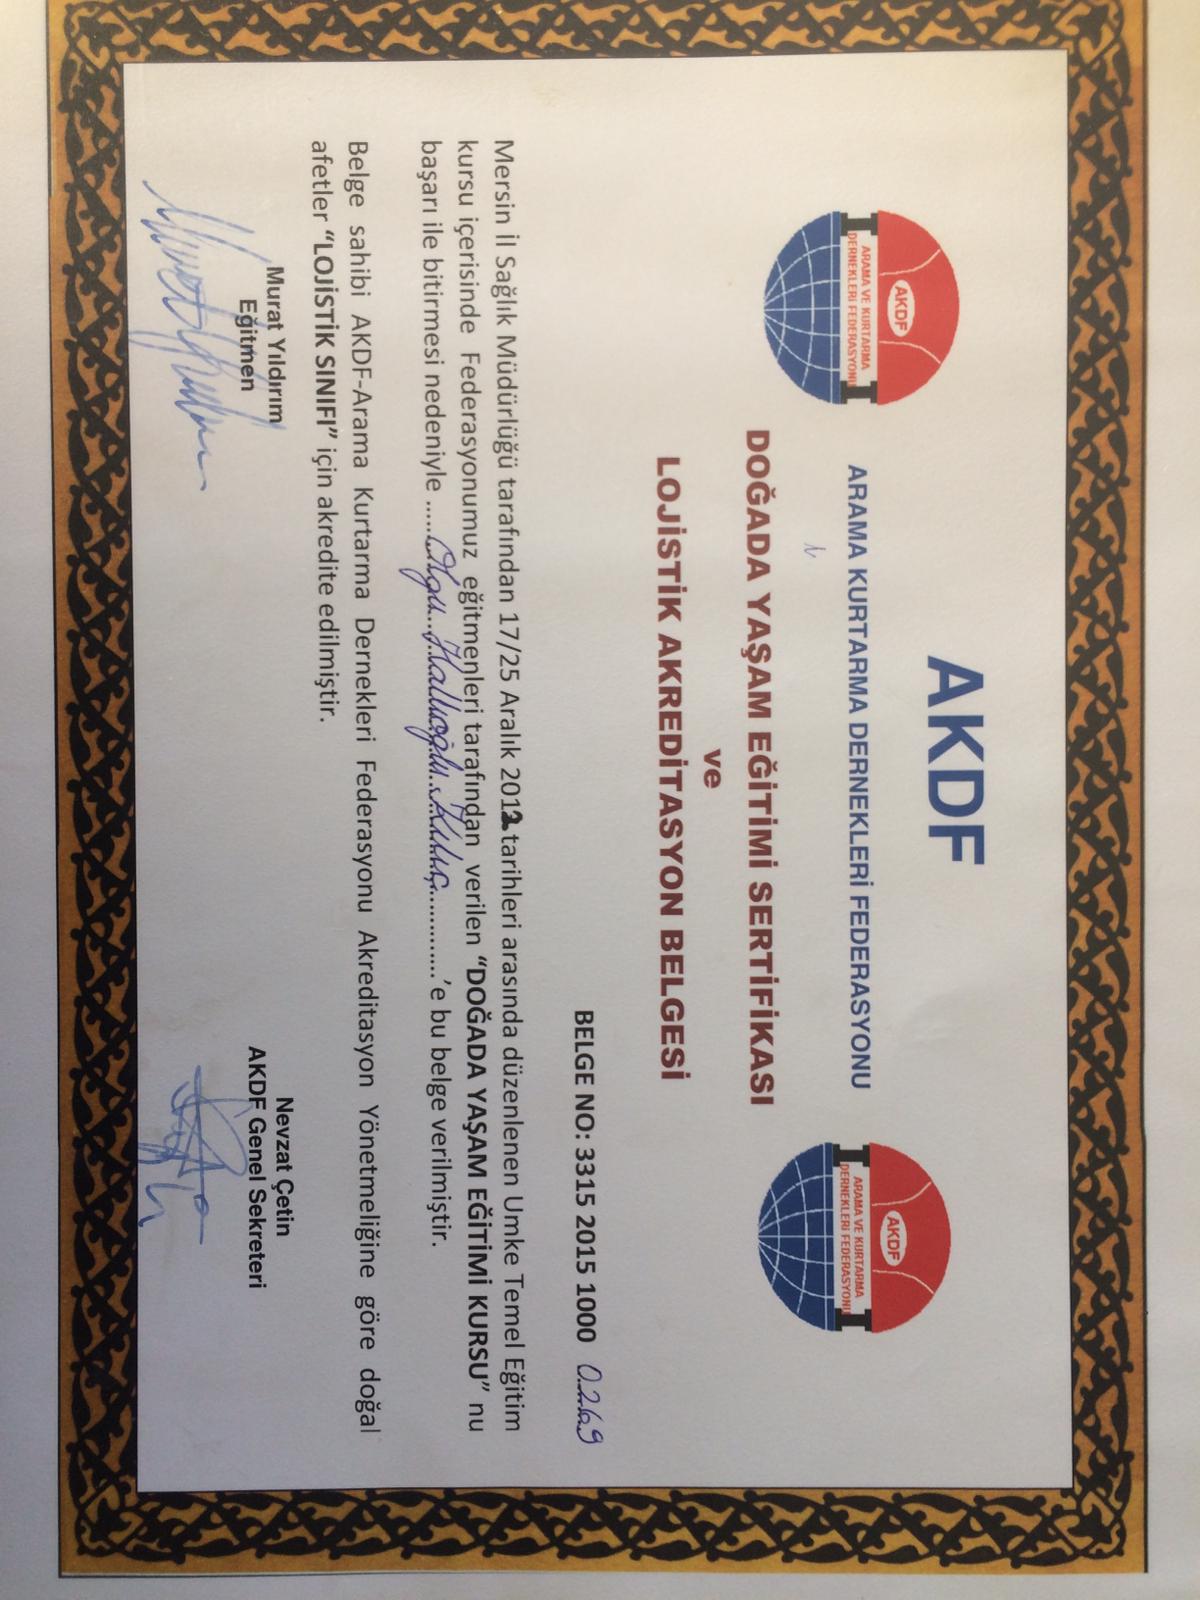 AKDF
ARAMA KURTARMA DERNEKLERİ FEDERASYONU
AKDF
ARAMA VE KURTARMA
DERNEKLERİ FEDERASYONU
AKDF
ARAMA VE KURTARMA
DERNEKLERİ FEDERASYONU
DOĞADA YAŞAM EĞİTİMİ SERTİFİKASI
ve
LOJİSTİK AKREDİTASYON BELGESİ
BELGE NO: 3315 2015 1000 0269
Mersin İl Sağlık Müdürlüğü tarafından 17/25 Aralık 2012 tarihleri arasında düzenlenen Umke Temel Eğitim
kursu içerisinde Federasyonumuz eğitmenleri tarafından verilen “DOĞADA YAŞAM EĞİTİMİ KURSU” nu
başarı ile bitirmesi nedeniyle ...... Halluoğlu Kılıç ............'e bu belge verilmiştir.
Belge sahibi AKDF-Arama Kurtarma Dernekleri Federasyonu Akreditasyon Yönetmeliğine göre doğal
afetler “LOJİSTİK SINIFI” için akredite edilmiştir.
Murat Yıldırım
Eğitmen
Nevzat Çetin
AKDF Genel Sekreteri